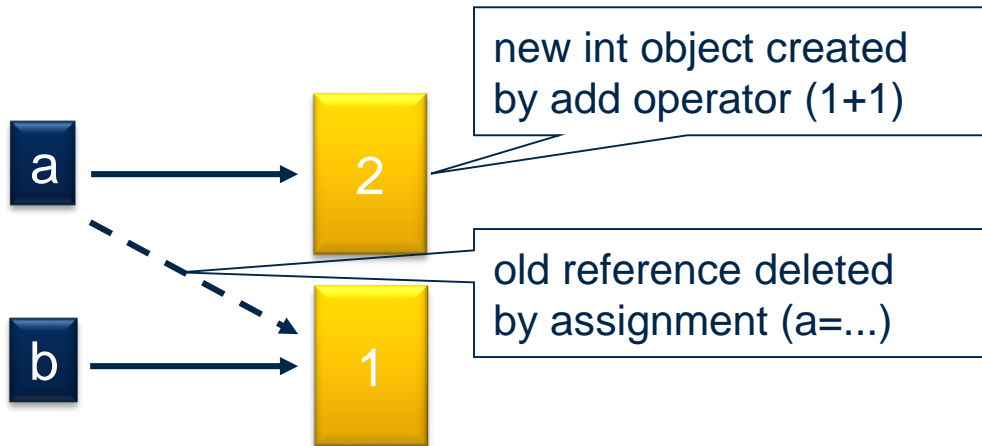 new int object created
by add operator (1+1)
a
2
old reference deleted
by assignment (a=...)
b
1